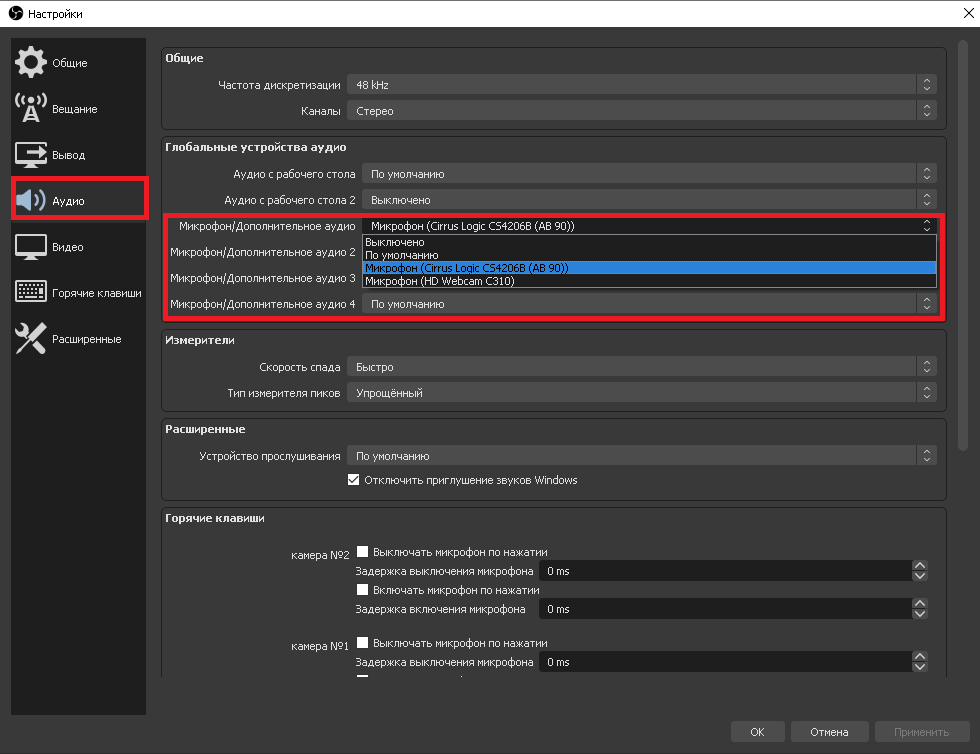 Настройки
Общие
Вещание
Вывод
Аудио
Видео
Горячие клавиши
Расширенные
Общие
Частота дискретизации 48 kHz
Каналы Стерео
Глобальные устройства аудио
Аудио с рабочего стола По умолчанию
Аудио с рабочего стола 2 Выключено
Микрофон/Дополнительное аудио Микрофон (Cirrus Logic CS4206B (AB 90))
Выключено
Микрофон/Дополнительное аудио 2 По умолчанию
Микрофон (Cirrus Logic CS4206B (AB 90))
Микрофон/Дополнительное аудио 3 Микрофон (HD Webcam C310)
Микрофон/Дополнительное аудио 4 По умолчанию
Измерители
Скорость спада Быстро
Тип измерителя пиков Упрощённый
Расширенные
Устройство прослушивания По умолчанию
Отключить приглушение звуков Windows
Горячие клавиши
камера №2 Выключать микрофон по нажатии
Задержка выключения микрофона 0 ms
Включать микрофон по нажатии
Задержка включения микрофона 0 ms
камера №1 Выключать микрофон по нажатии
Задержка выключения микрофона 0 ms
OK Отмена Применить